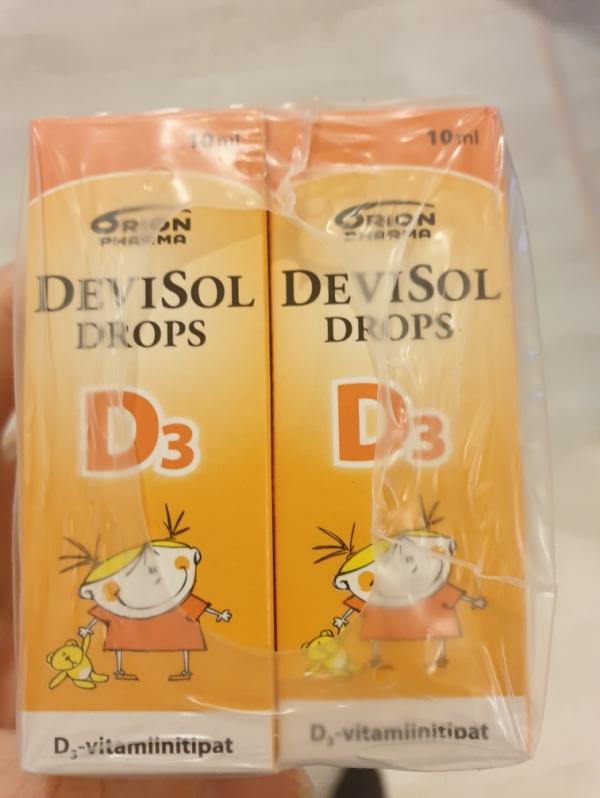 10 ml
ORION
PHARMA
DEVISOL
DROPS
D3
D3-vitamiinitipat
10 ml
ORION
PHARMA
DEVISOL
DROPS
D3
D3-vitamiinitipat